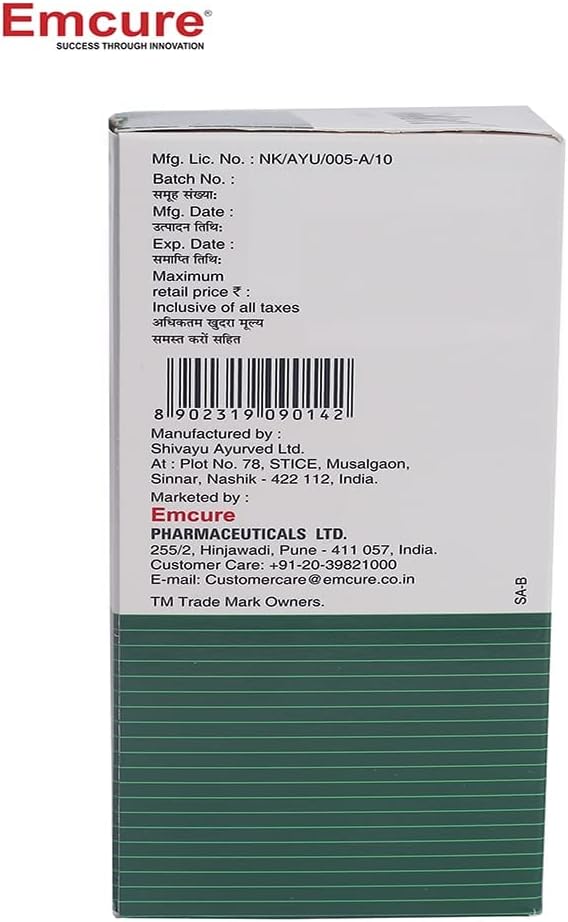 Emcure®
SUCCESS THROUGH INNOVATION
Mfg. Lic. No. : NK/AYU/005-A/10
Batch No. :
समूह संख्या:
Mfg. Date :
उत्पादन तिथि:
Exp. Date :
समाप्ति तिथि:
Maximum
retail price ₹ :
Inclusive of all taxes
अधिकतम खुदरा मूल्य
समस्त करों सहित
8 902319 090142
Manufactured by :
Shivayu Ayurved Ltd.
At : Plot No. 78, STICE, Musalgaon,
Sinnar, Nashik - 422 112, India.
Marketed by :
Emcure
PHARMACEUTICALS LTD.
255/2, Hinjawadi, Pune - 411 057, India.
Customer Care: +91-20-39821000
E-mail: Customercare@emcure.co.in
SA-B
TM Trade Mark Owners.